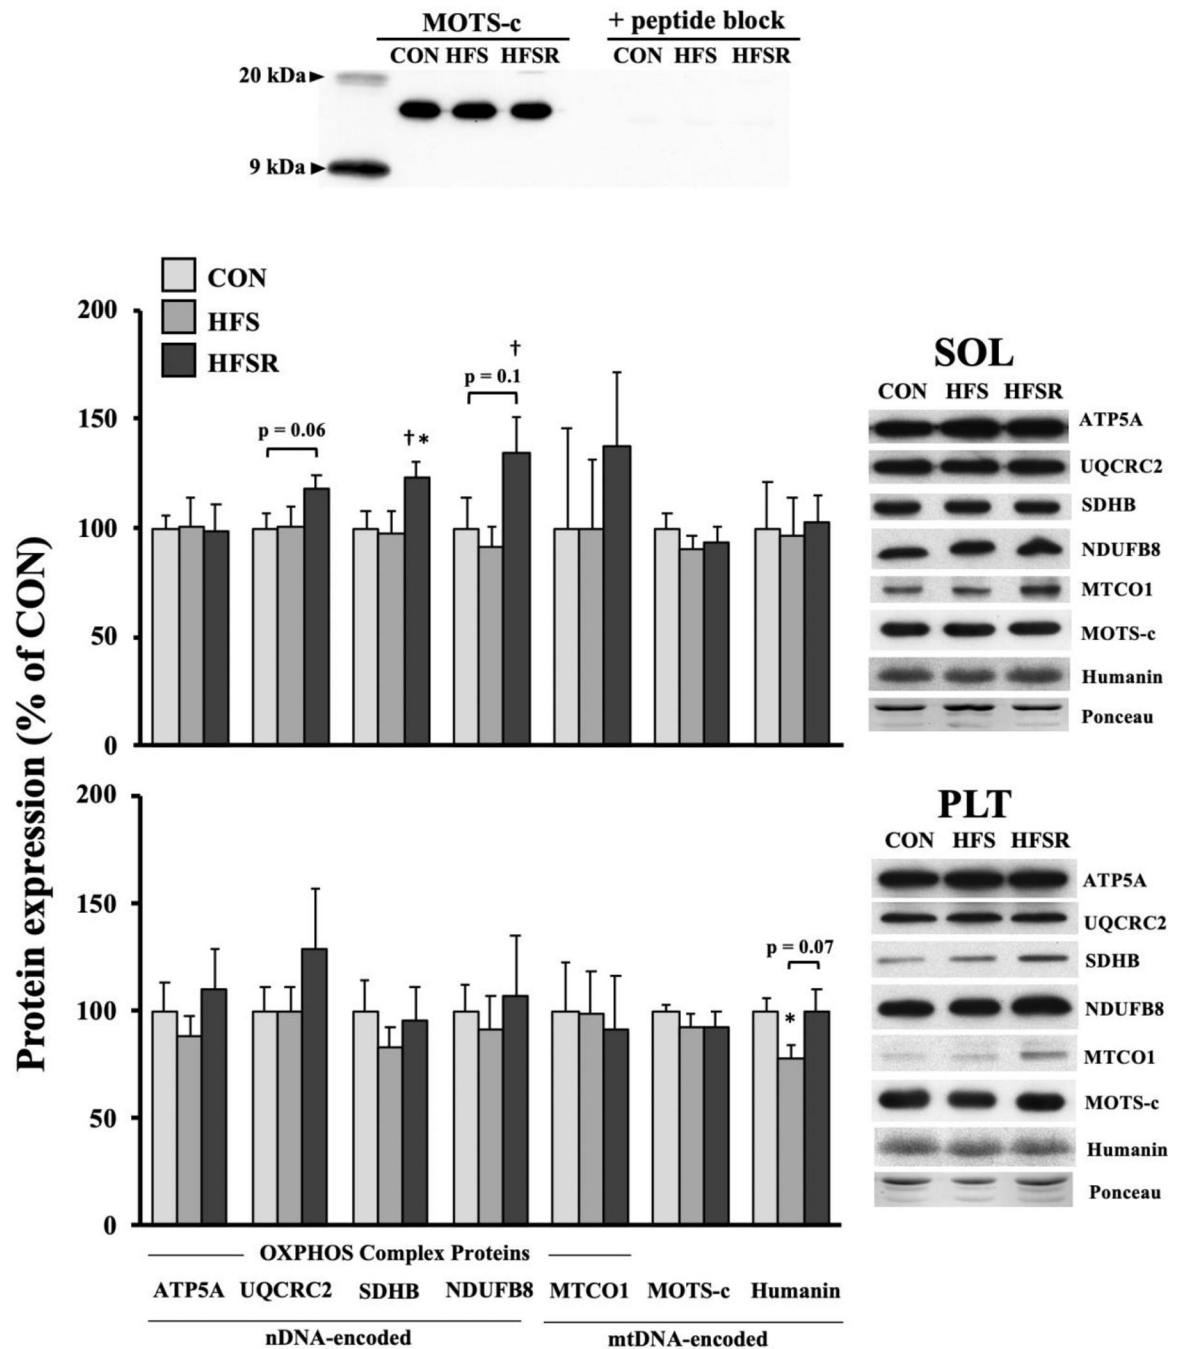 MOTS-c + peptide block
CON HFS HFSR CON HFS HFSR
20 kDa
9 kDa
CON
HFS
HFSR
Protein expression (% of CON)
200
150
100
50
0
p = 0.06
†*
p = 0.1
†
SOL
CON HFS HFSR
ATP5A
UQCRC2
SDHB
NDUFB8
MTCO1
MOTS-c
Humanin
Ponceau
200
150
100
50
0
p = 0.07
*
PLT
CON HFS HFSR
ATP5A
UQCRC2
SDHB
NDUFB8
MTCO1
MOTS-c
Humanin
Ponceau
OXPHOS Complex Proteins
ATP5A UQCRC2 SDHB NDUFB8 MTCO1 MOTS-c Humanin
nDNA-encoded mtDNA-encoded